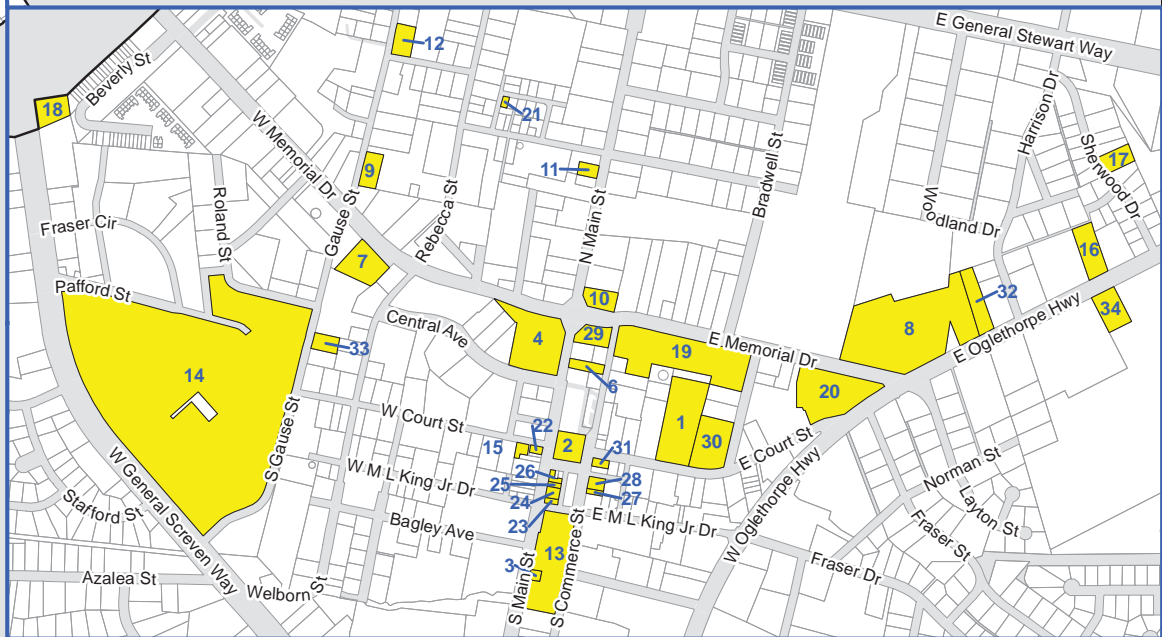 E General Stewart Way
12
Beverly St
18
21
W Memorial Dr
Harrison Dr
17
Sherwood Dr
11
9
Bradwell St
Roland St
Gause St
Rebecca St
N Main St
Woodland Dr
Fraser Cir
7
16
32
Pafford St
10
34
Central Ave
4
29
E Memorial Dr
8
E Oglethorpe Hwy
33
19
14
6
20
W Court St
22
1
30
15
2
31
E Court St
S Gause St
W M L King Jr Dr
26
25
28
24
27
23
W General Screven Way
Stafford St
Bagley Ave
E M L King Jr Dr
W Oglethorpe Hwy
Norman St
Layton St
Fraser St
13
3
Fraser Dr
Azalea St
Welborn St
S Main St
S Commerce St